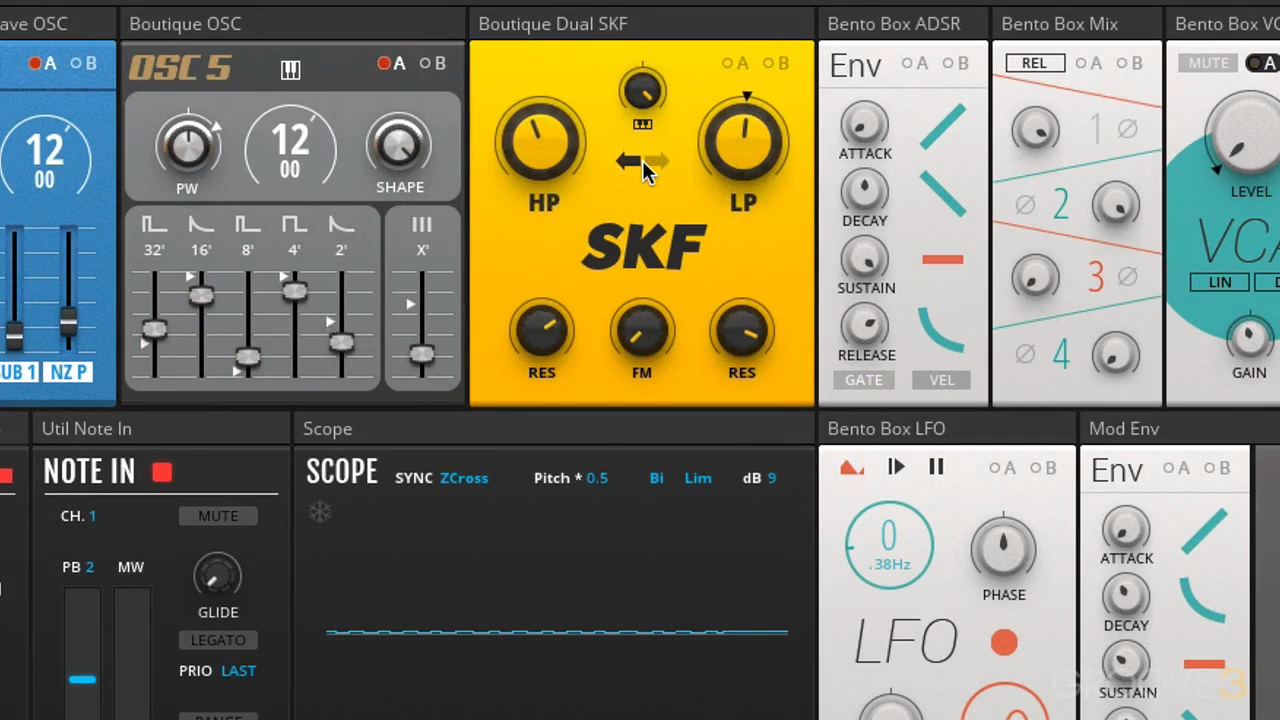 ave OSC
A B
12
00
SUB 1 NZ P
Boutique OSC
OSC 5
A B
PW
12
00
SHAPE
32' 16' 8' 4' 2' X'
Boutique Dual SKF
A B
HP
LP
SKF
RES FM RES
Bento Box ADSR
Env A B
ATTACK
DECAY
SUSTAIN
RELEASE
GATE VEL
Bento Box Mix
REL A B
1 Ø
Ø 2
3 Ø
Ø 4
Bento Box VC
MUTE A
LEVEL
VCA
LIN D
GAIN
Util Note In
NOTE IN
CH. 1 MUTE
PB 2 MW
GLIDE
LEGATO
PRIO LAST
RANGE
Scope
SCOPE SYNC ZCross Pitch * 0.5 Bi Lim dB 9
Bento Box LFO
A B
0
.38Hz
PHASE
LFO
Mod Env
Env A B
ATTACK
DECAY
SUSTAIN
GROOVE3